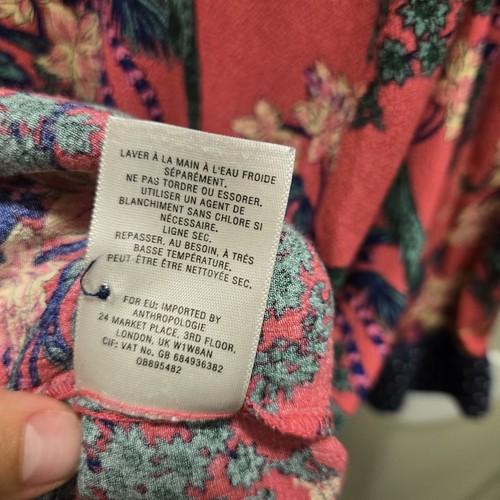 LAVER À LA MAIN À L'EAU FROIDE
SÉPARÉMENT.
NE PAS TORDRE OU ESSORER.
UTILISER UN AGENT DE
BLANCHIMENT SANS CHLORE SI
NÉCESSAIRE.
LIGNE SEC.
REPASSER, AU BESOIN, À TRÉS
BASSE TEMPÉRATURE.
PEUT-ÊTRE ÊTRE NETTOYÉE SEC.
FOR EU: IMPORTED BY
ANTHROPOLOGIE
24 MARKET PLACE, 3RD FLOOR,
LONDON, UK W1W8AN
CIF: VAT No. GB 684936382
OB895482